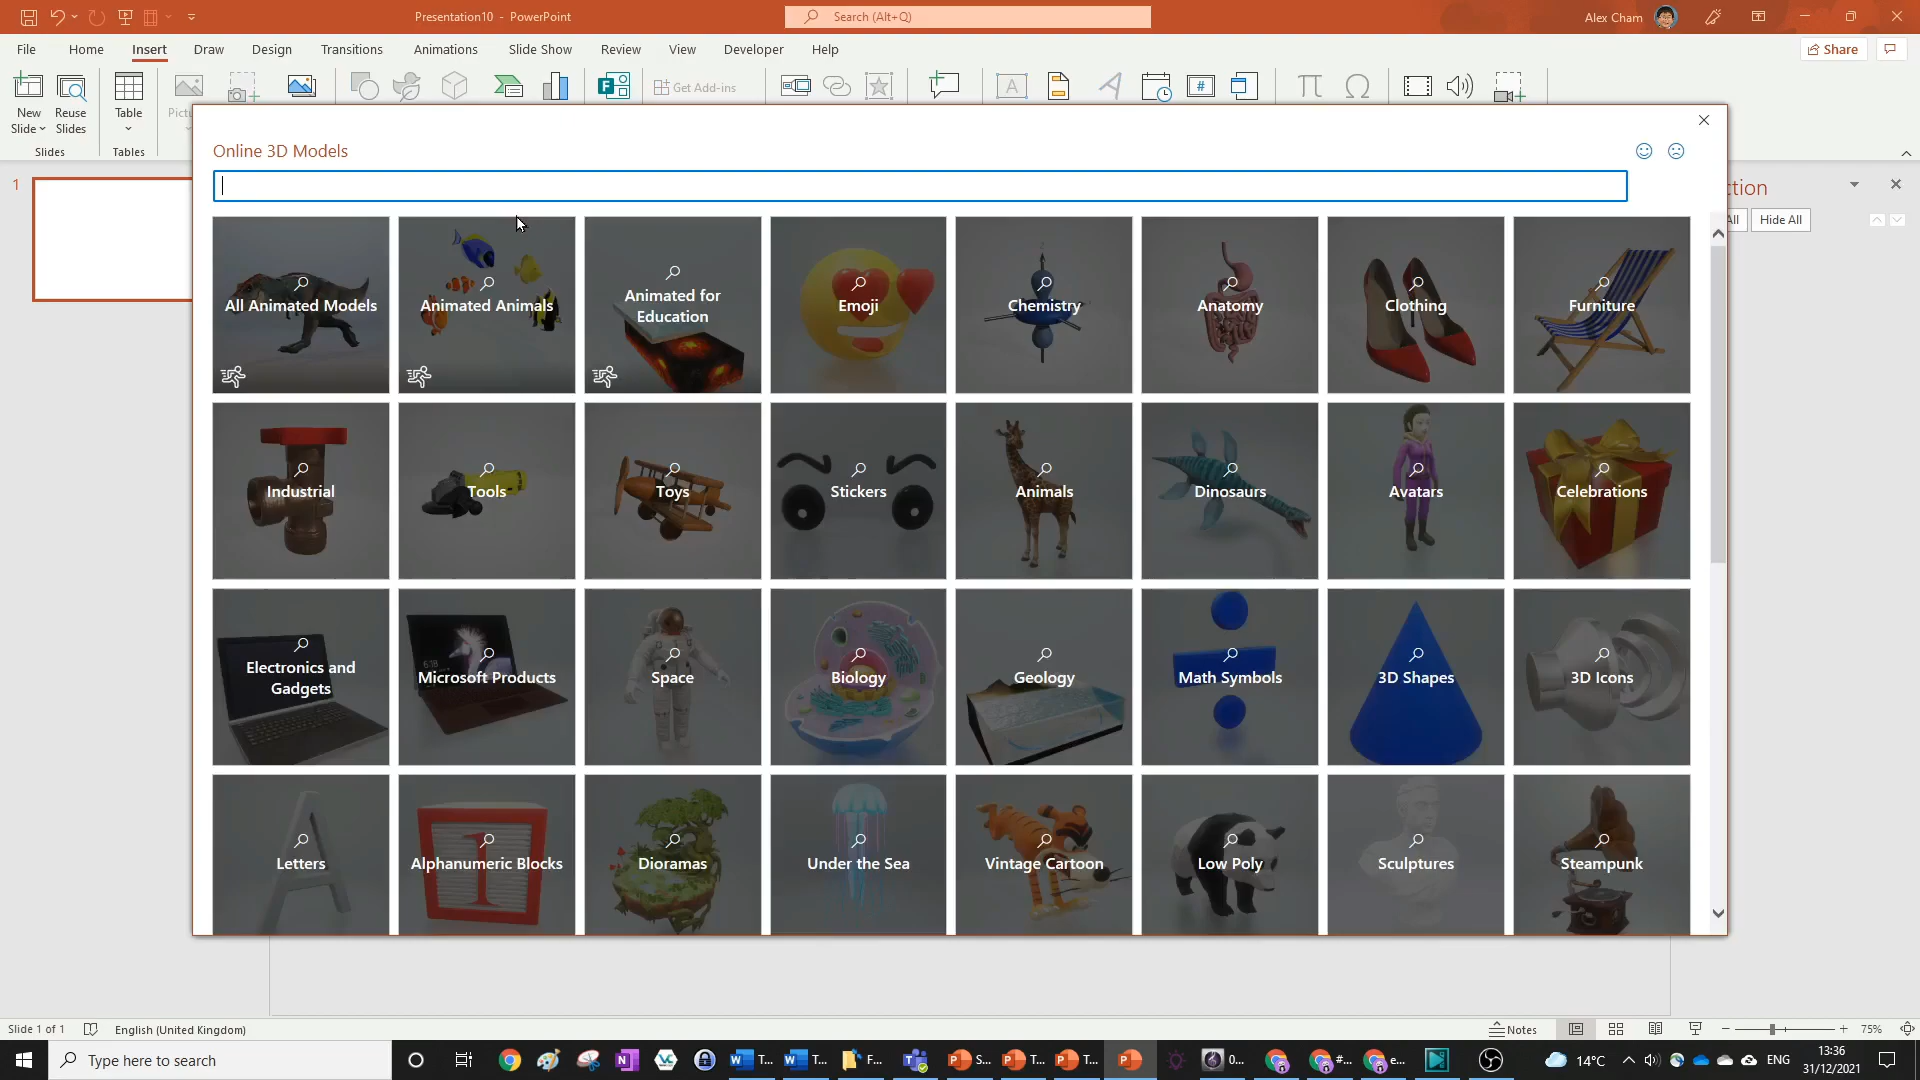 Presentation10 - PowerPoint
Search (Alt+Q)
Alex Cham
File Home Insert Draw Design Transitions Animations Slide Show Review View Developer Help
Share
Get Add-ins
New Slide
Reuse Slides
Table
Slides
Tables
Online 3D Models
1
Hide All
All Animated Models
Animated Animals
Animated for Education
Emoji
Chemistry
Anatomy
Clothing
Furniture
Industrial
Tools
Toys
Stickers
Animals
Dinosaurs
Avatars
Celebrations
Electronics and Gadgets
Microsoft Products
Space
Biology
Geology
Math Symbols
3D Shapes
3D Icons
Letters
Alphanumeric Blocks
Dioramas
Under the Sea
Vintage Cartoon
Low Poly
Sculptures
Steampunk
Slide 1 of 1
English (United Kingdom)
Notes
75%
Type here to search
T...
T...
F...
S...
T...
T...
0...
#...
e...
14°C
ENG
13:36
31/12/2021